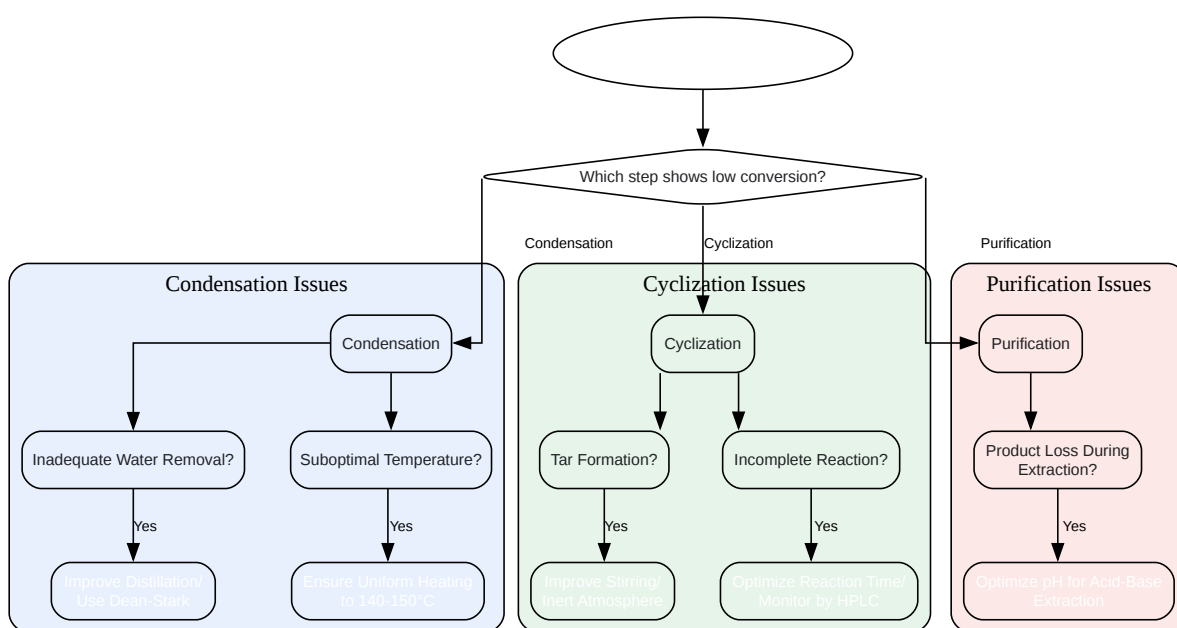 Which step shows low conversion?
Condensation
Cyclization
Purification
Condensation Issues
Cyclization Issues
Purification Issues
Condensation
Cyclization
Purification
Inadequate Water Removal?
Suboptimal Temperature?
Tar Formation?
Incomplete Reaction?
Product Loss During
Extraction?
Yes
Yes
Yes
Yes
Yes
Improve Distillation/
Use Dean-Stark
Ensure Uniform Heating
to 140-150°C
Improve Stirring/
Inert Atmosphere
Optimize Reaction Time/
Monitor by HPLC
Optimize pH for Acid-Base
Extraction